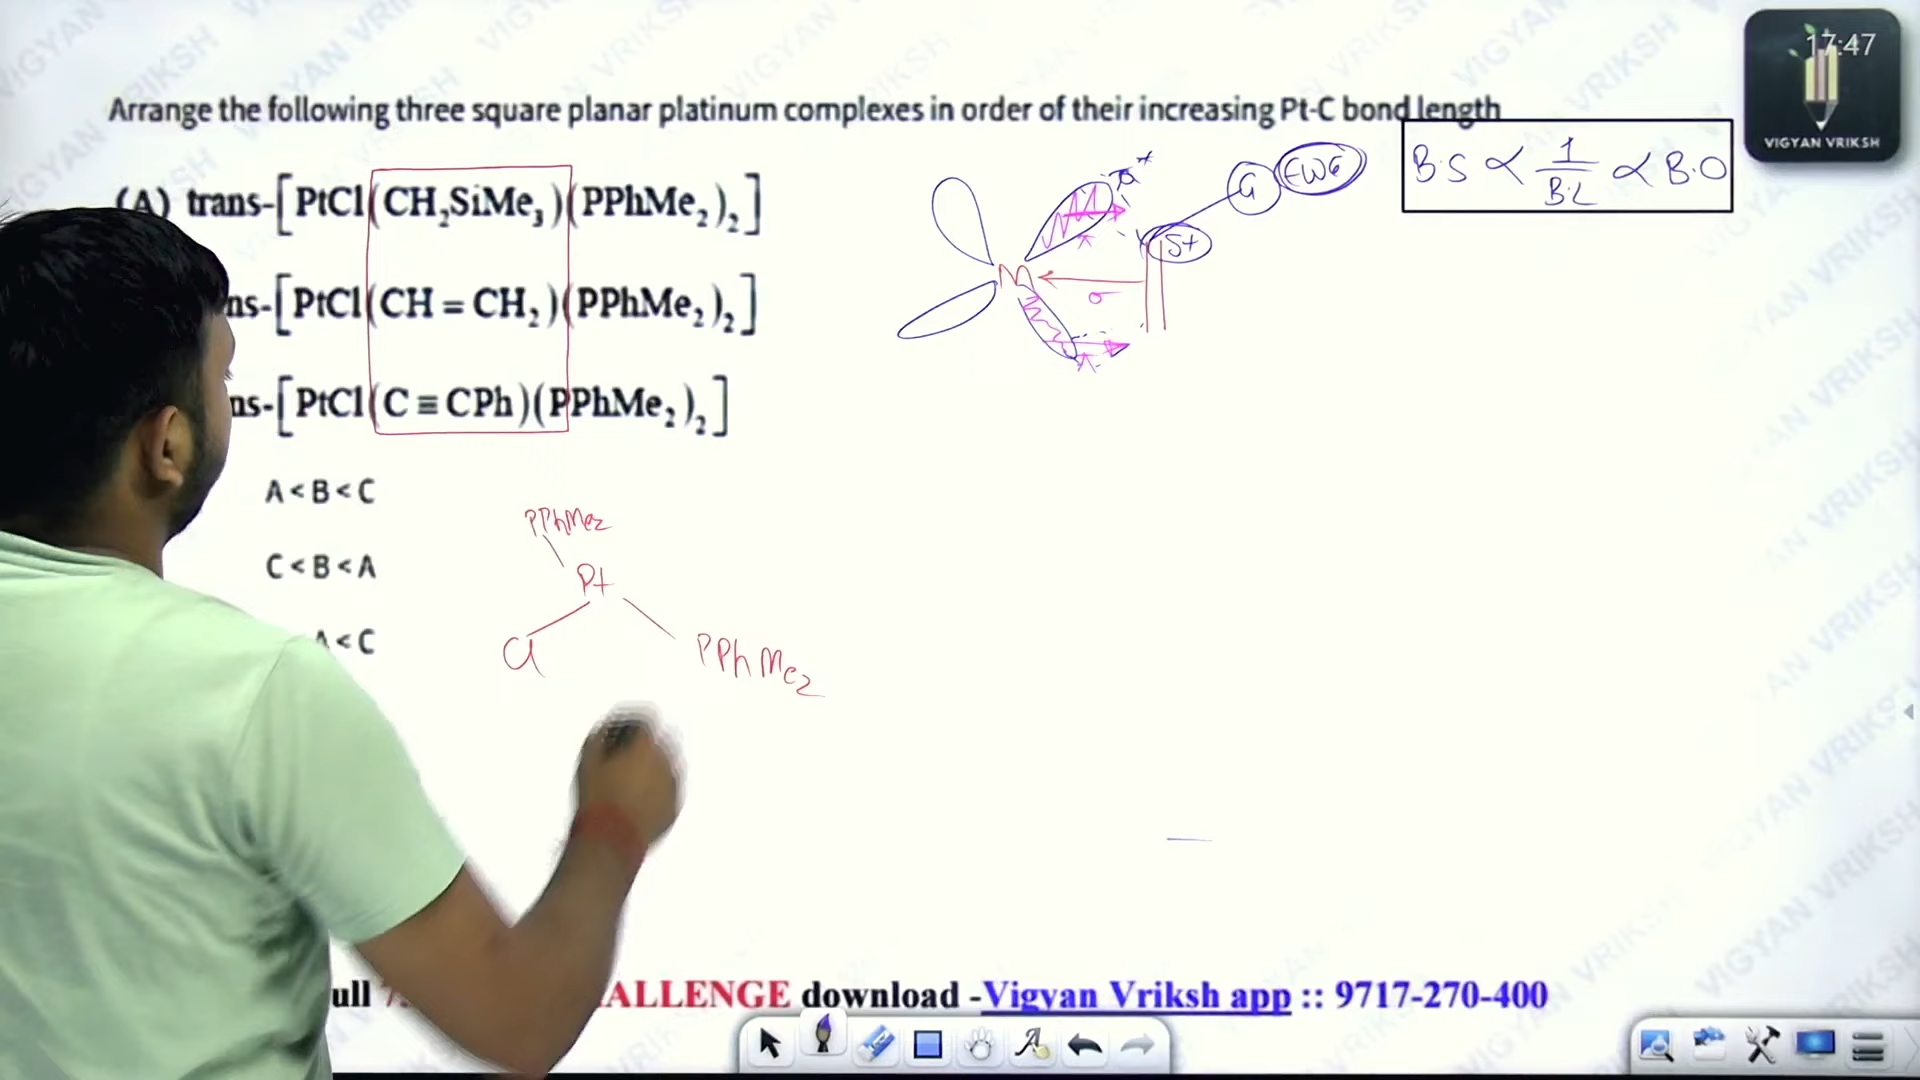 17:47
VIGYAN VRIKSH
Arrange the following three square planar platinum complexes in order of their increasing Pt-C bond length
B.S ∝ 1/B.L ∝ B.O
(A) trans-[PtCl(CH₂SiMe₃)(PPhMe₂)₂]
ns-[PtCl(CH=CH₂)(PPhMe₂)₂]
ns-[PtCl(C≡CPh)(PPhMe₂)₂]
π*
G
EWG
δ+
M
σ
π
π
A<B<C
C<B<A
A<C
PPhMe₂
Pt
Cl
PPhMe₂
ull
ALLENGE download -Vigyan Vriksh app :: 9717-270-400